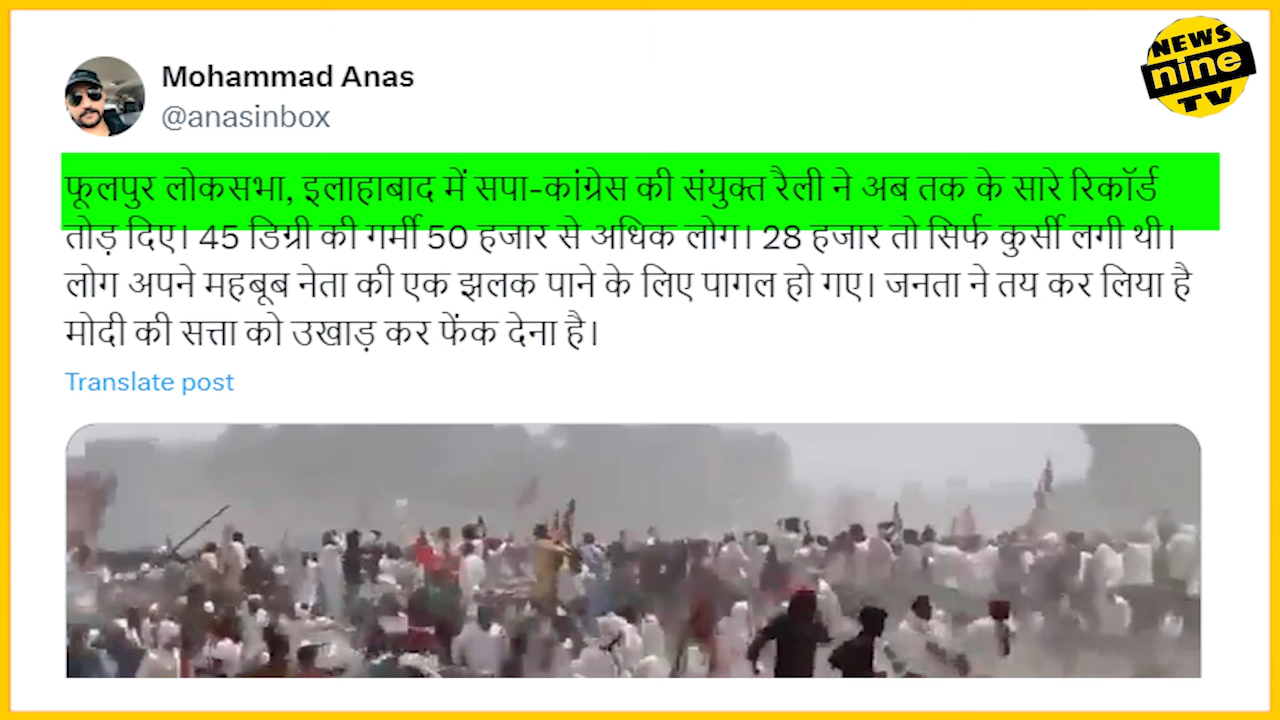 NEWS
nine
TV
Mohammad Anas
@anasinbox
फूलपुर लोकसभा, इलाहाबाद में सपा-कांग्रेस की संयुक्त रैली ने अब तक के सारे रिकॉर्ड
तोड़ दिए। 45 डिग्री की गर्मी 50 हजार से अधिक लोग। 28 हजार तो सिर्फ कुर्सी लगी थी।
लोग अपने महबूब नेता की एक झलक पाने के लिए पागल हो गए। जनता ने तय कर लिया है
मोदी की सत्ता को उखाड़ कर फेंक देना है।
Translate post